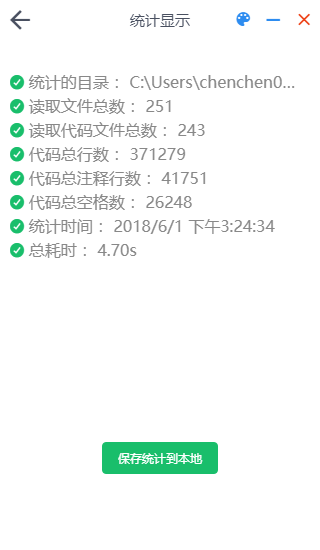 统计显示
统计的目录： C:\Users\chenchen0...
读取文件总数： 251
读取代码文件总数： 243
代码总行数： 371279
代码总注释行数： 41751
代码总空格数： 26248
统计时间： 2018/6/1 下午3:24:34
总耗时： 4.70s
保存统计到本地